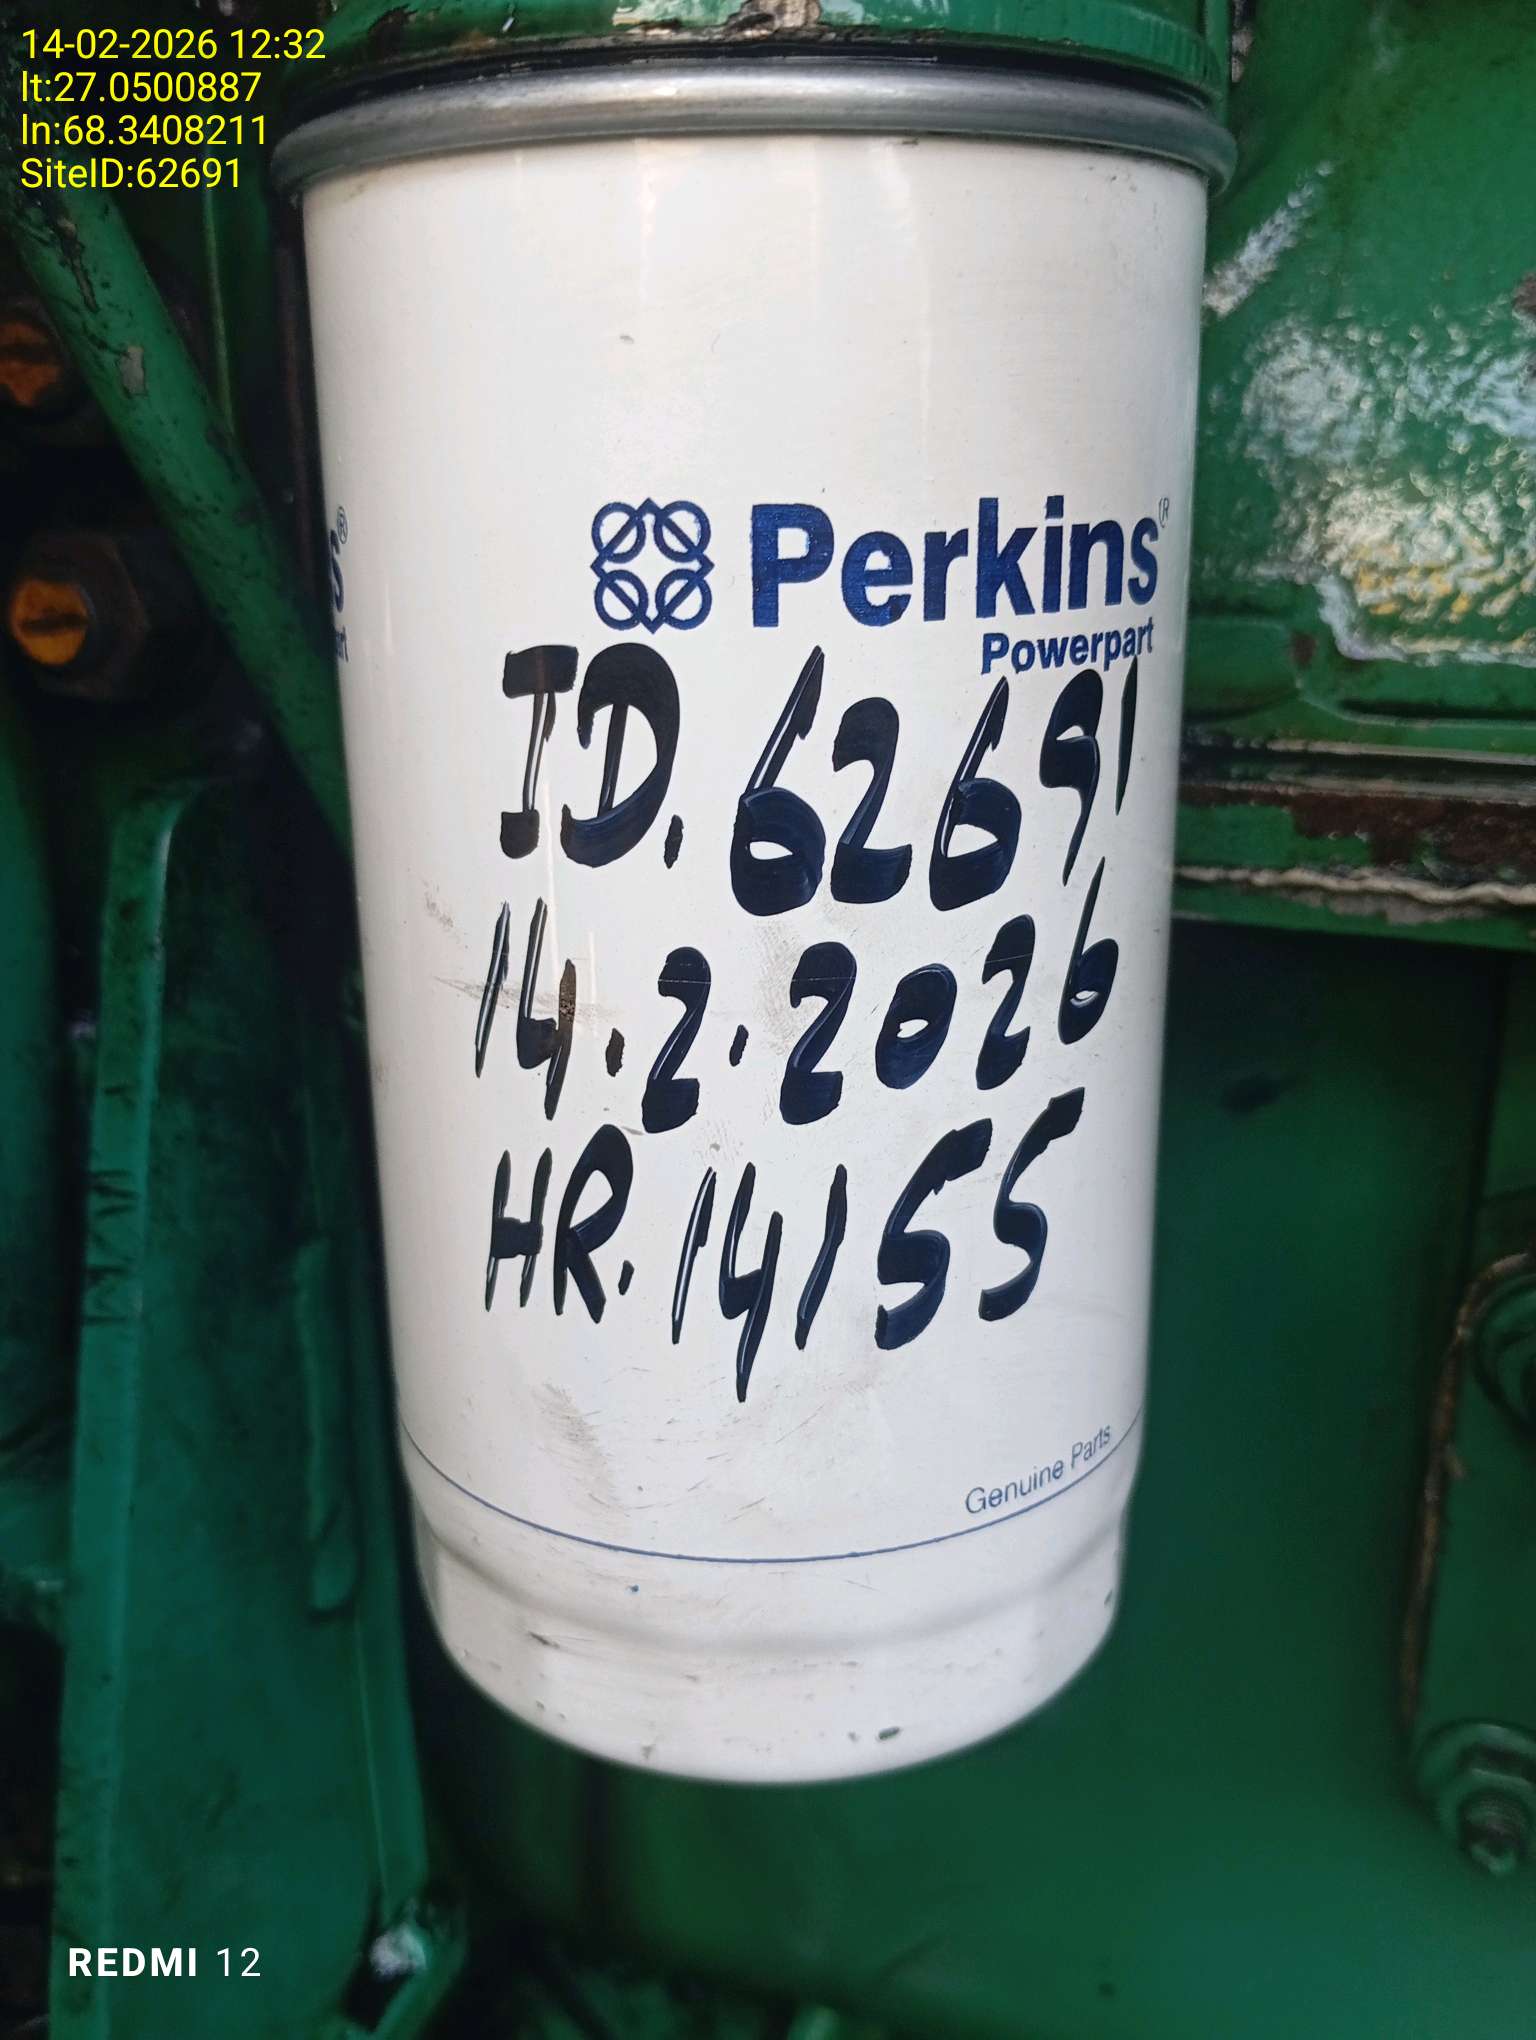 14-02-2026 12:32
lt:27.0500887
ln:68.3408211
SiteID:62691
Perkins®
Powerpart
ID. 62691
14.2.2026
HR. 14155
Genuine Parts
REDMI 12